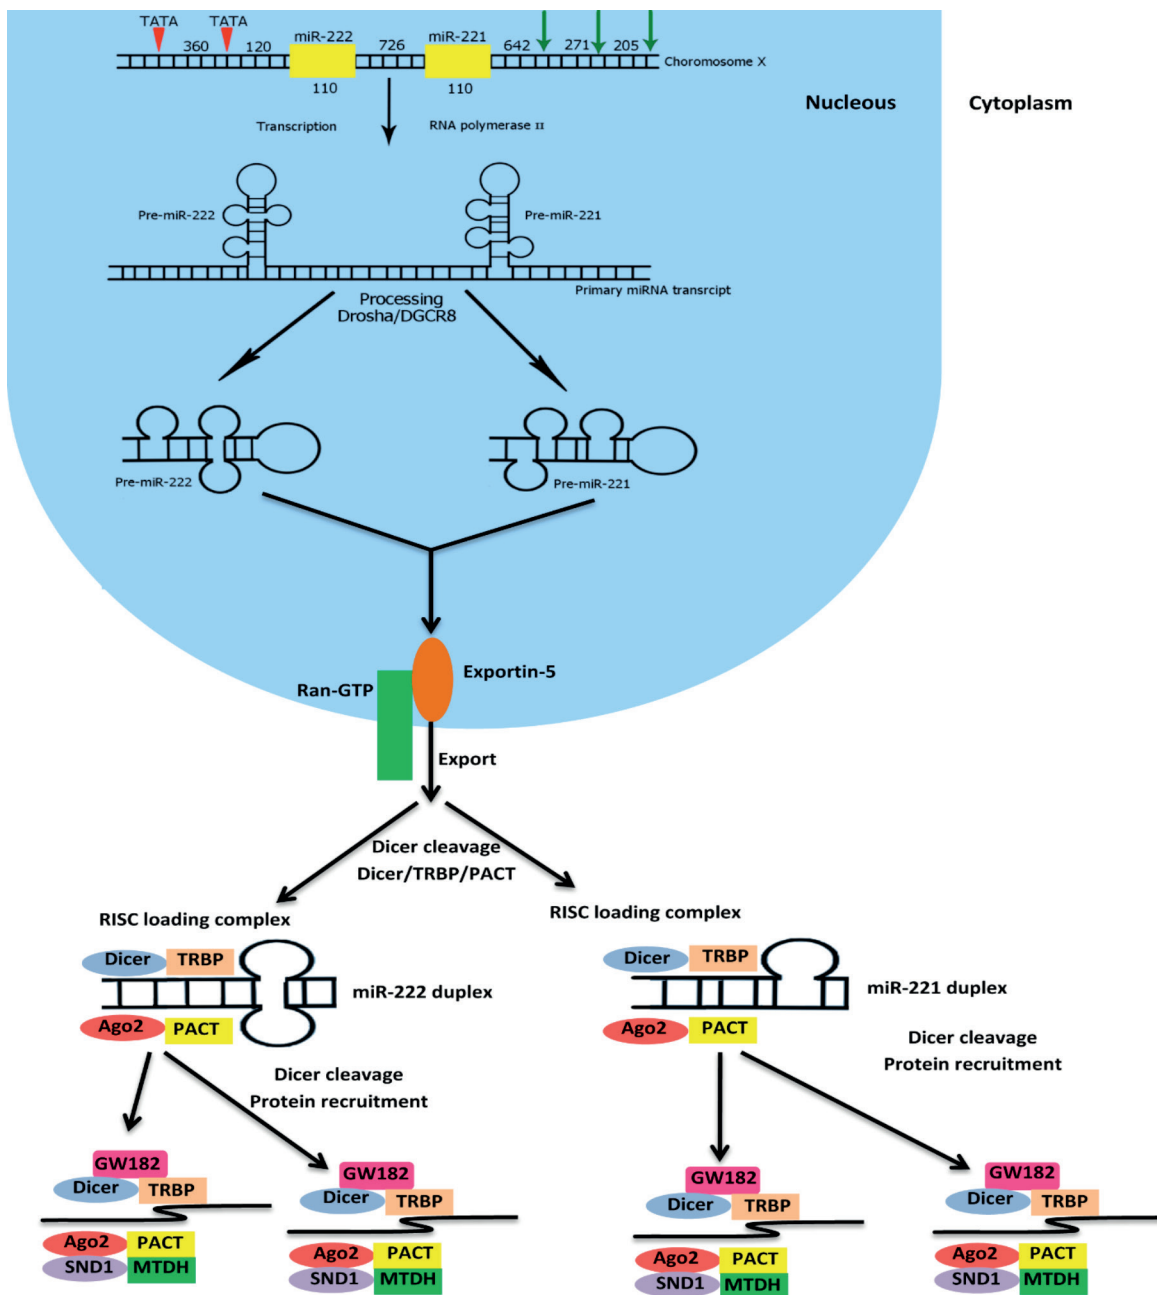 TATA TATA
360 120 miR-222 726 miR-221 642 271 205
Choromosome X
110 110
Nucleous Cytoplasm
Transcription RNA polymerase II
Pre-miR-222 Pre-miR-221
Primary miRNA transrcipt
Processing
Drosha/DGCR8
Pre-miR-222 Pre-miR-221
Exportin-5
Ran-GTP
Export
Dicer cleavage
Dicer/TRBP/PACT
RISC loading complex
Dicer TRBP
miR-222 duplex
Ago2 PACT
RISC loading complex
Dicer TRBP
miR-221 duplex
Ago2 PACT
Dicer cleavage
Protein recruitment
Dicer cleavage
Protein recruitment
GW182
Dicer TRBP
Ago2 PACT
SND1 MTDH
GW182
Dicer TRBP
Ago2 PACT
SND1 MTDH
GW182
Dicer TRBP
Ago2 PACT
SND1 MTDH
GW182
Dicer TRBP
Ago2 PACT
SND1 MTDH